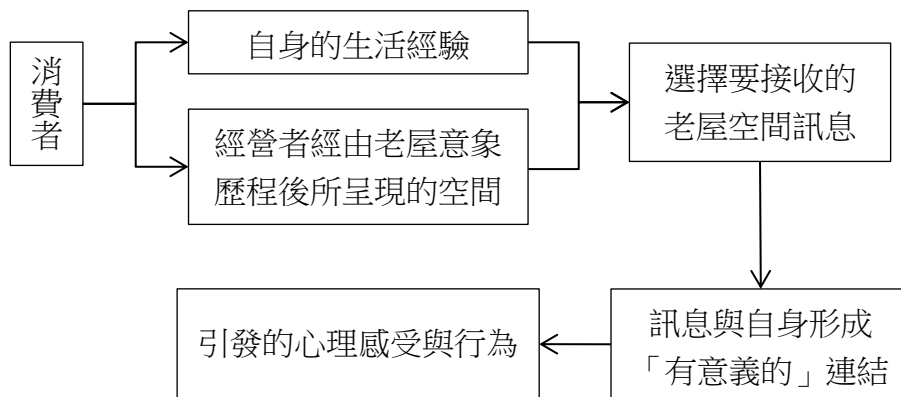 消費者
自身的生活經驗
經營者經由老屋意象
歷程後所呈現的空間
選擇要接收的
老屋空間訊息
訊息與自身形成
「有意義的」連結
引發的心理感受與行為